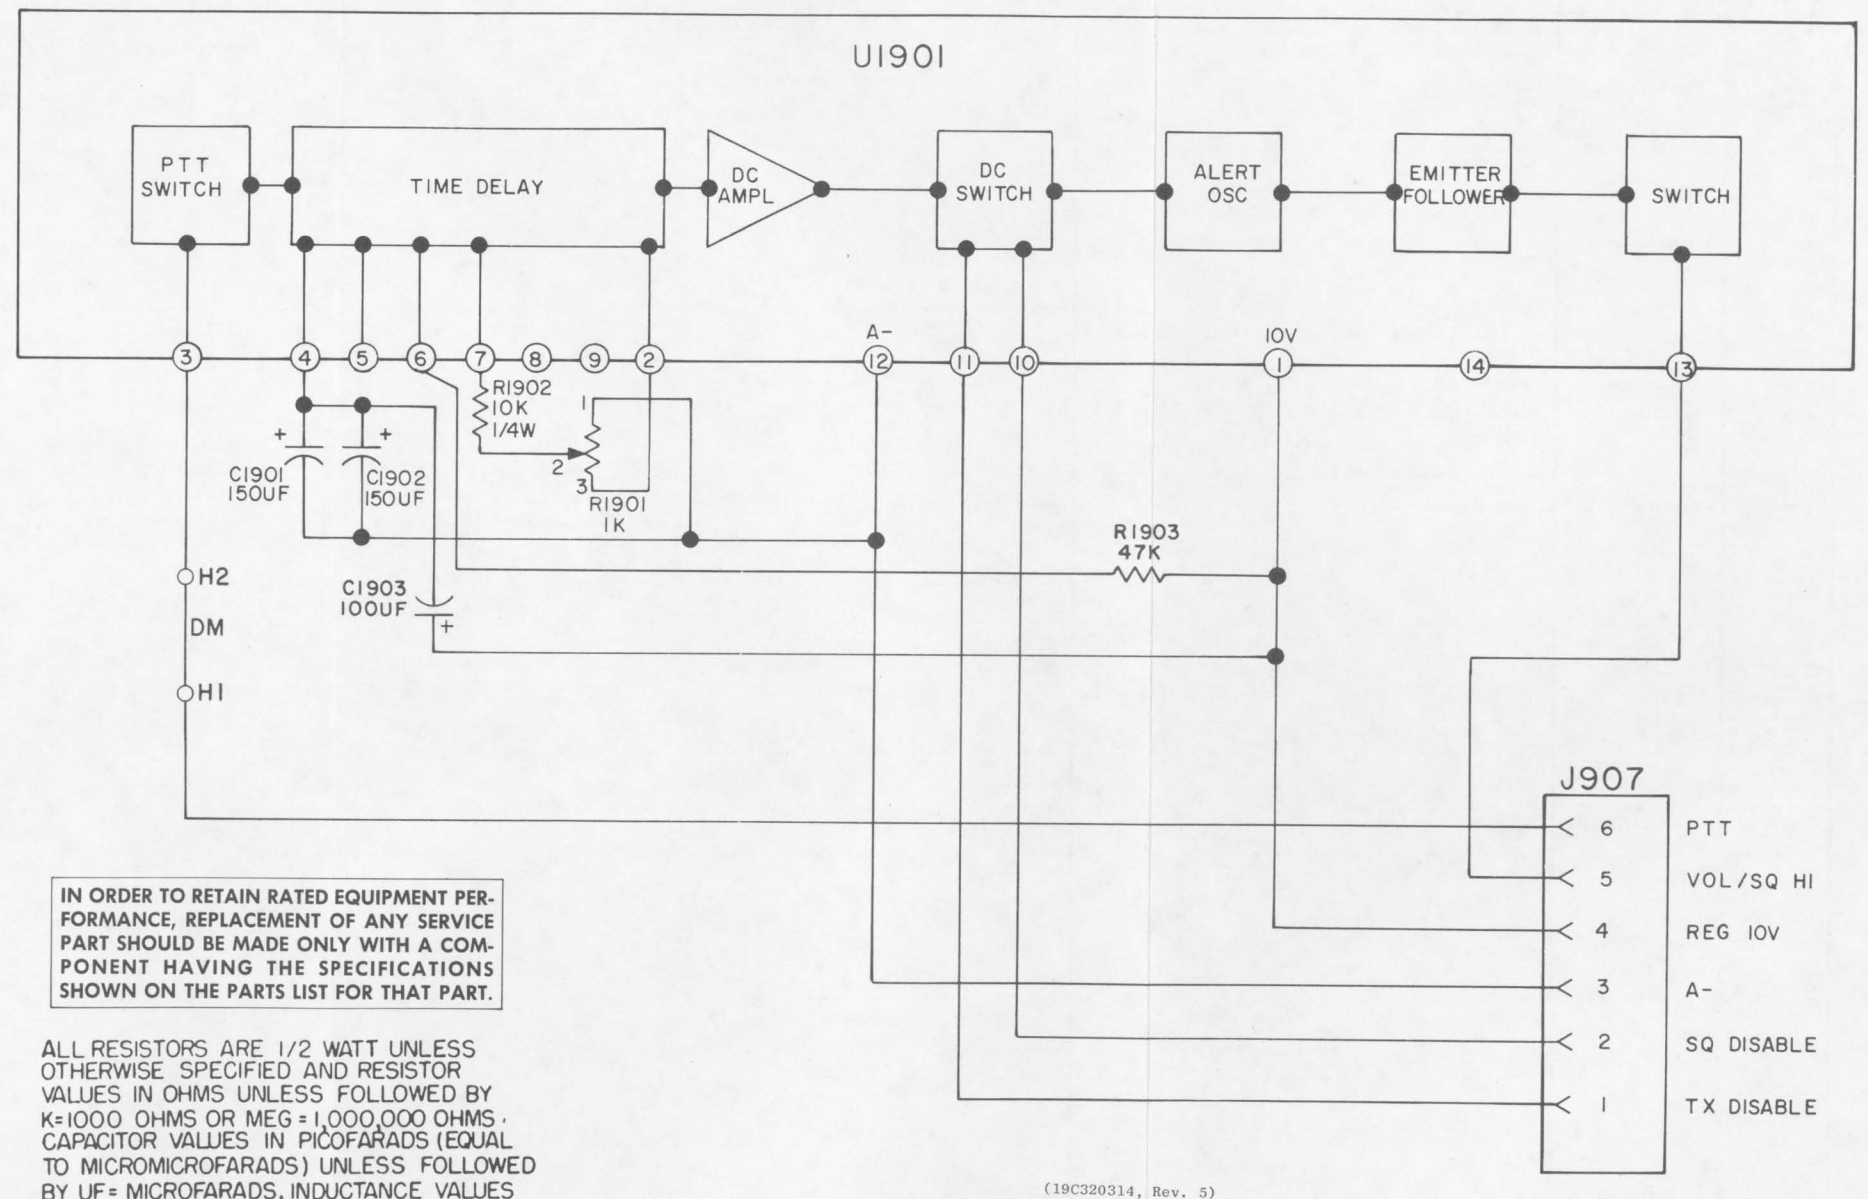 U1901
PTT
SWITCH
TIME DELAY
DC
AMPL
DC
SWITCH
ALERT
OSC
EMITTER
FOLLOWER
SWITCH
A-
10V
3
4
5
6
7
8
9
2
12
11
10
1
14
13
R1902
10K
1/4W
1
2
3
R1901
1K
+
C1901
150UF
+
C1902
150UF
R1903
47K
H2
DM
H1
C1903
100UF
+
J907
6 PTT
5 VOL/SQ HI
4 REG 10V
3 A-
2 SQ DISABLE
1 TX DISABLE
IN ORDER TO RETAIN RATED EQUIPMENT PER-
FORMANCE, REPLACEMENT OF ANY SERVICE
PART SHOULD BE MADE ONLY WITH A COM-
PONENT HAVING THE SPECIFICATIONS
SHOWN ON THE PARTS LIST FOR THAT PART.
ALL RESISTORS ARE 1/2 WATT UNLESS
OTHERWISE SPECIFIED AND RESISTOR
VALUES IN OHMS UNLESS FOLLOWED BY
K=1000 OHMS OR MEG = 1,000,000 OHMS.
CAPACITOR VALUES IN PICOFARADS (EQUAL
TO MICROMICROFARADS) UNLESS FOLLOWED
BY UF= MICROFARADS. INDUCTANCE VALUES
(19C320314, Rev. 5)